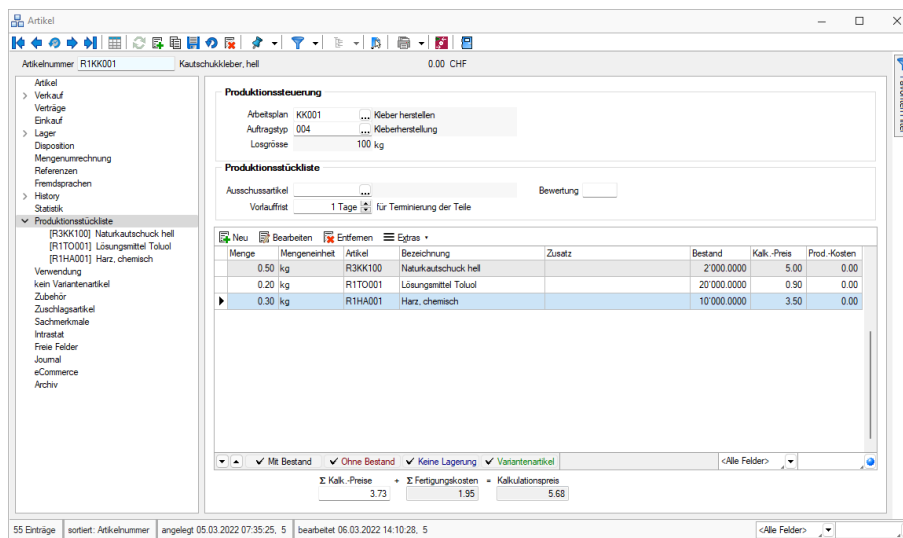 Artikel
Artikelnummer R1KK001 Kautschukkleber, hell 0.00 CHF
Artikel
Verkauf
Verträge
Einkauf
Lager
Disposition
Mengenumrechnung
Referenzen
Fremdsprachen
History
Statistik
Produktionsstückliste
[R3KK100] Naturkautschuck hell
[R1TO001] Lösungsmittel Toluol
[R1HA001] Harz, chemisch
Verwendung
kein Variantenartikel
Zubehör
Zuschlagsartikel
Sachmerkmale
Intrastat
Freie Felder
Journal
eCommerce
Archiv
Produktionssteuerung
Arbeitsplan KK001 ... Kleber herstellen
Auftragstyp 004 ... Kleberherstellung
Losgrösse 100 kg
Produktionsstückliste
Ausschussartikel ... Bewertung
Vorlauffrist 1 Tage für Terminierung der Teile
Neu Bearbeiten Entfernen Extras
Menge Mengeneinheit Artikel Bezeichnung Zusatz Bestand Kalk.-Preis Prod.-Kosten
0.50 kg R3KK100 Naturkautschuck hell 2'000.0000 5.00 0.00
0.20 kg R1TO001 Lösungsmittel Toluol 20'000.0000 0.90 0.00
0.30 kg R1HA001 Harz, chemisch 10'000.0000 3.50 0.00
Mit Bestand Ohne Bestand Keine Lagerung Variantenartikel <Alle Felder>
Σ Kalk.-Preise + Σ Fertigungskosten = Kalkulationspreis
3.73 1.95 5.68
55 Einträge sortiert: Artikelnummer angelegt 05.03.2022 07:35:25, 5 bearbeitet 06.03.2022 14:10:28, 5 <Alle Felder>